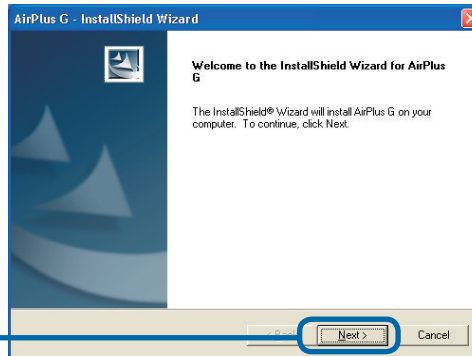 AirPlus G - InstallShield Wizard
Welcome to the InstallShield Wizard for AirPlus
G
The InstallShield® Wizard will install AirPlus G on your
computer. To continue, click Next.
< Back Next > Cancel